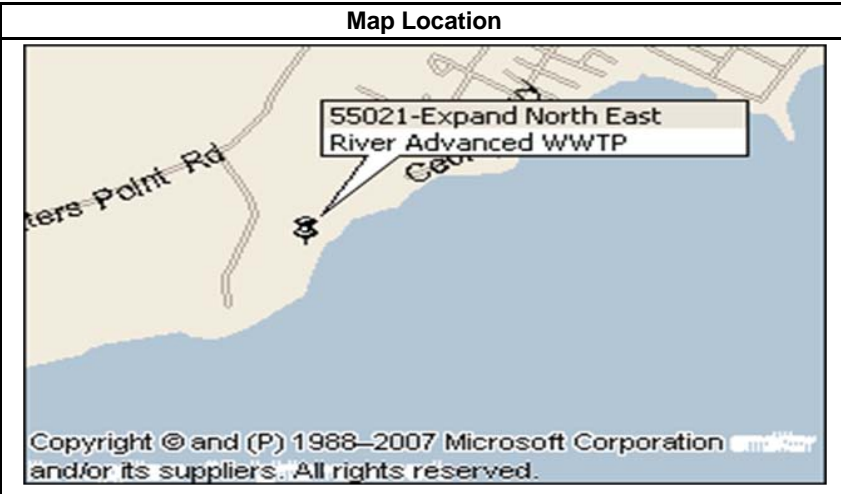 Map Location
55021-Expand North East
River Advanced WWTP
ters Point Rd
Copyright © and (P) 1988–2007 Microsoft Corporation
and/or its suppliers. All rights reserved.